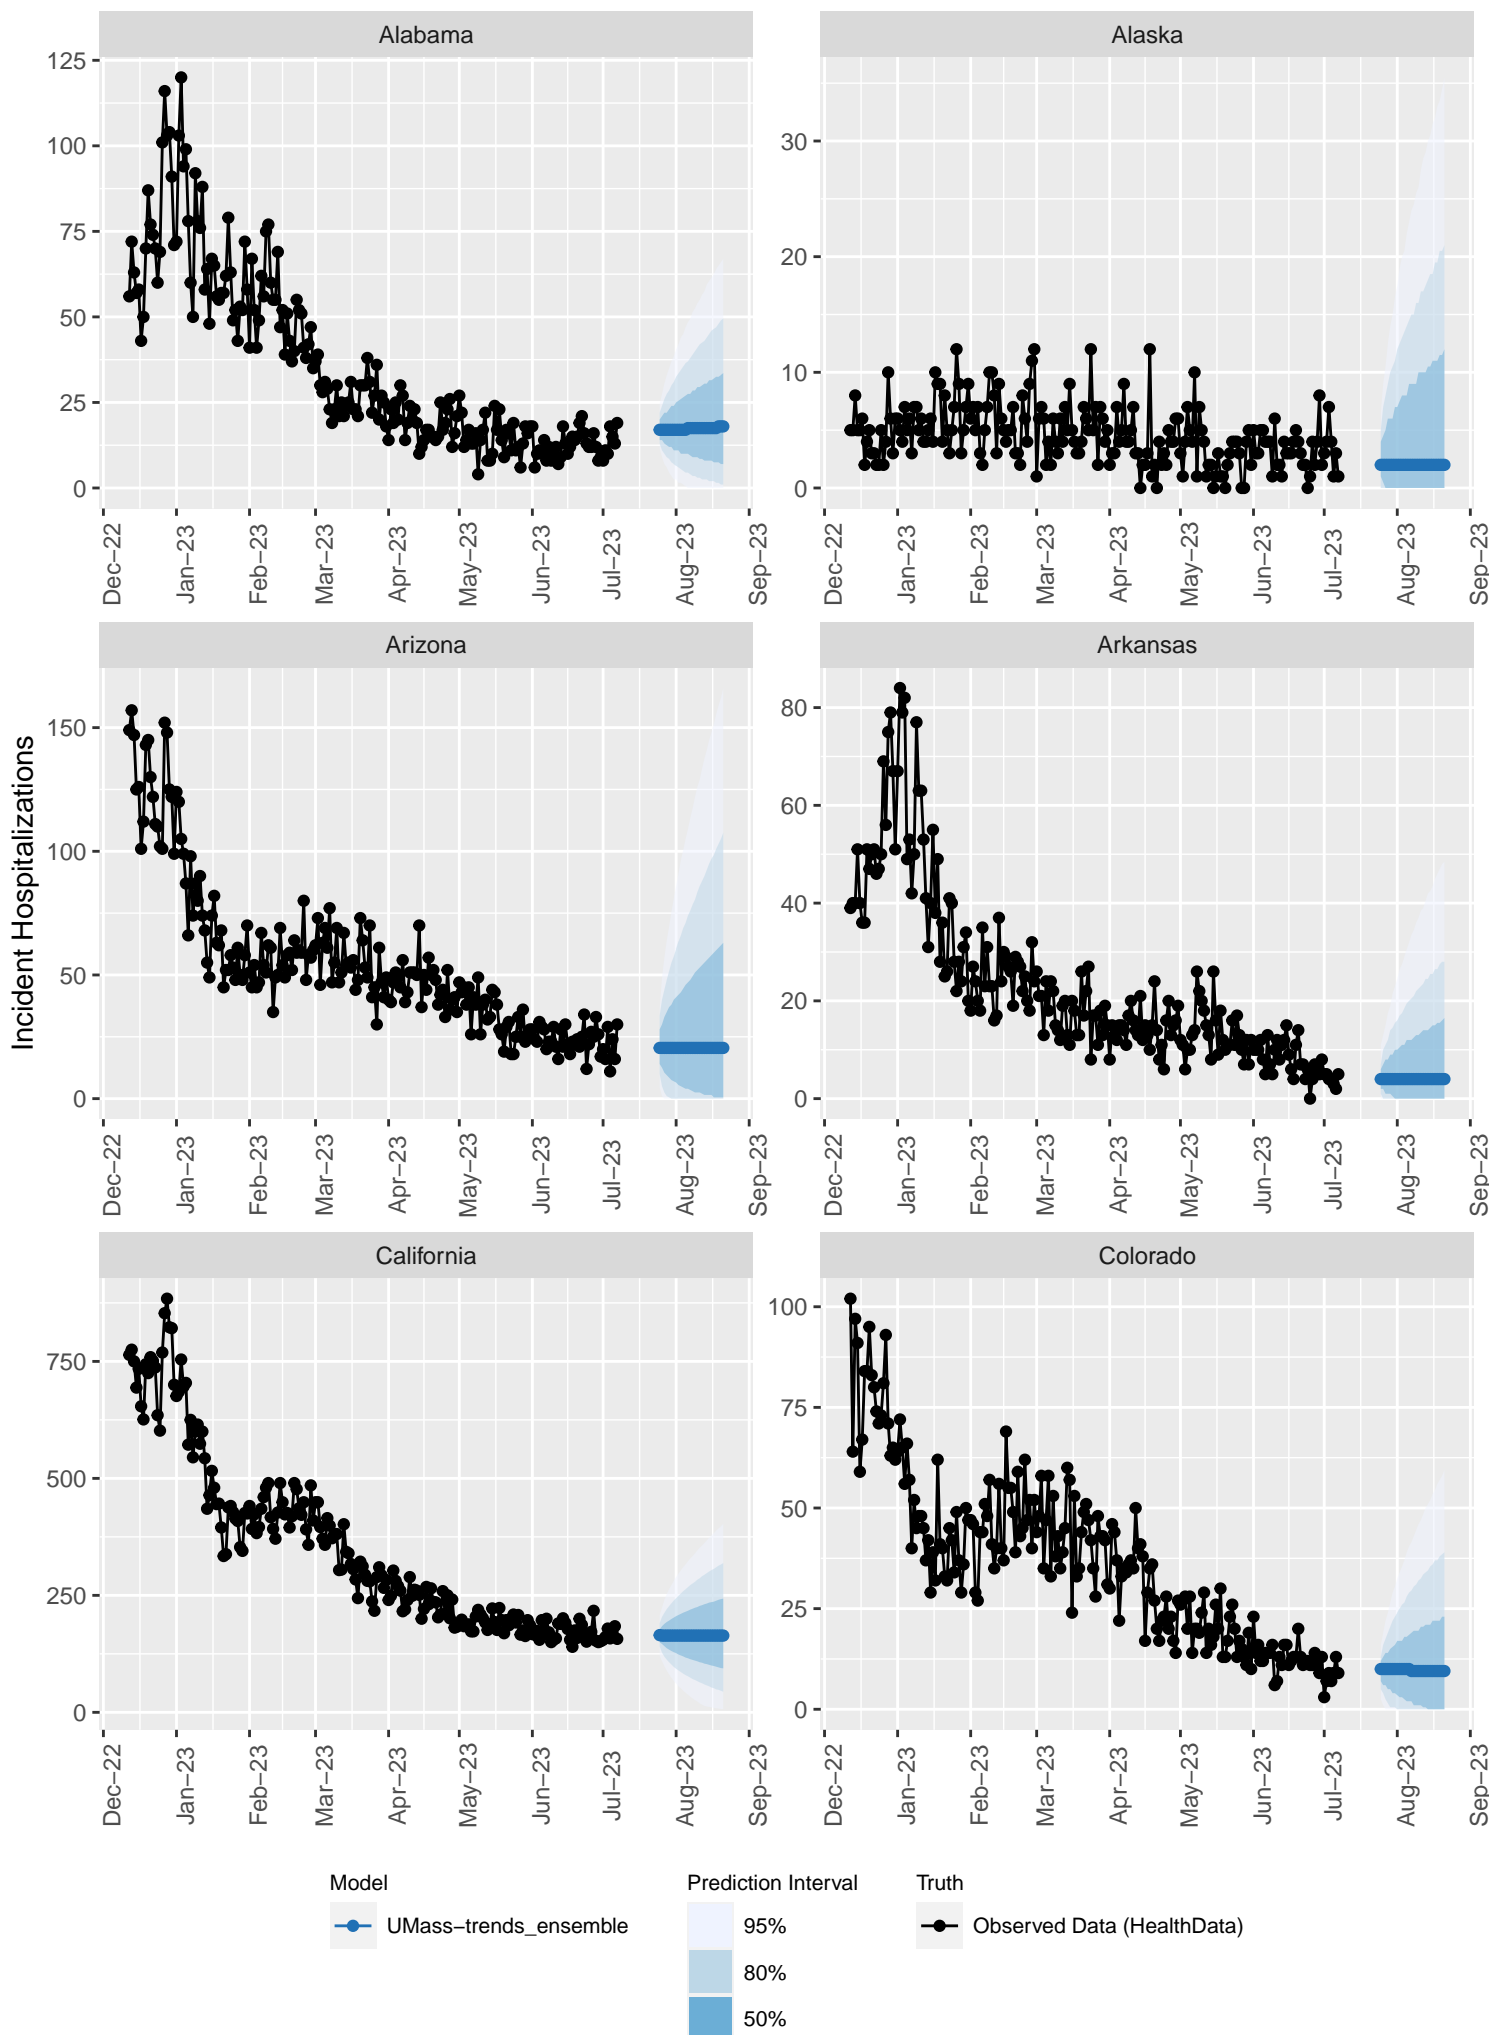 Incident Hospitalizations
Alabama
125
100
75
50
25
0
Dec−22
Jan−23
Feb−23
Mar−23
Apr−23
May−23
Jun−23
Jul−23
Aug−23
Sep−23
Alaska
30
20
10
0
Dec−22
Jan−23
Feb−23
Mar−23
Apr−23
May−23
Jun−23
Jul−23
Aug−23
Sep−23
Arizona
150
100
50
0
Dec−22
Jan−23
Feb−23
Mar−23
Apr−23
May−23
Jun−23
Jul−23
Aug−23
Sep−23
Arkansas
80
60
40
20
0
Dec−22
Jan−23
Feb−23
Mar−23
Apr−23
May−23
Jun−23
Jul−23
Aug−23
Sep−23
California
750
500
250
0
Dec−22
Jan−23
Feb−23
Mar−23
Apr−23
May−23
Jun−23
Jul−23
Aug−23
Sep−23
Colorado
100
75
50
25
0
Dec−22
Jan−23
Feb−23
Mar−23
Apr−23
May−23
Jun−23
Jul−23
Aug−23
Sep−23
Model
UMass−trends_ensemble
Prediction Interval
95%
80%
50%
Truth
Observed Data (HealthData)